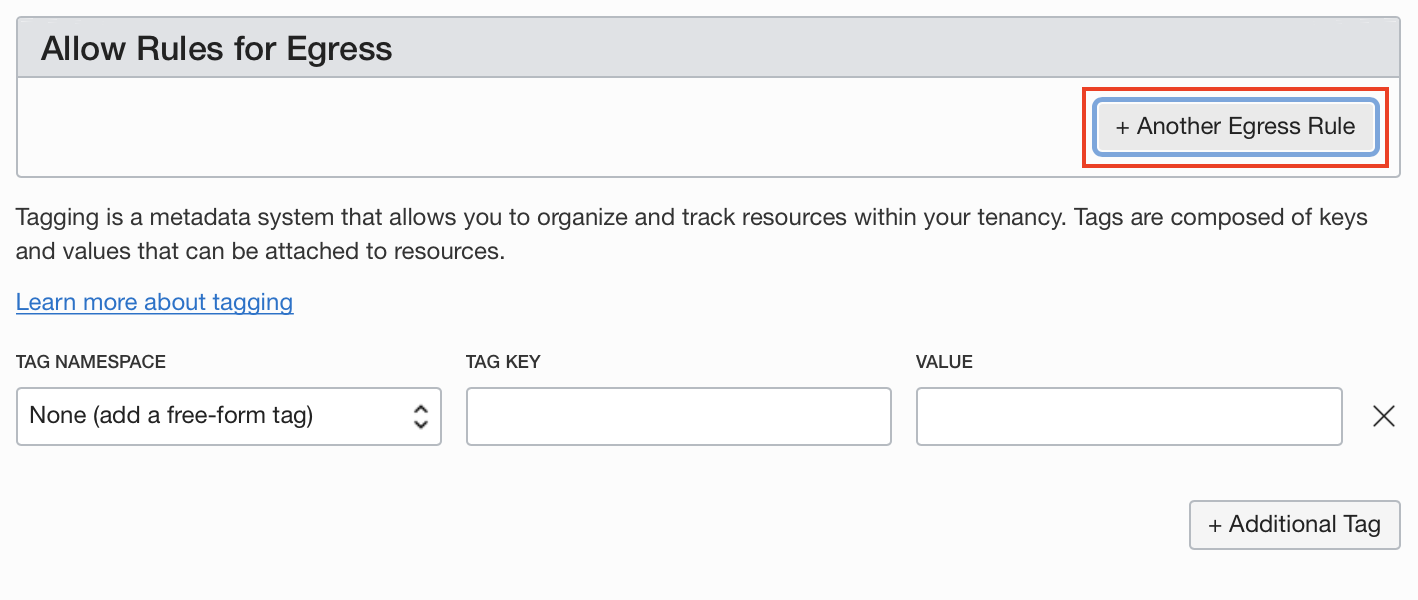 Allow Rules for Egress
+ Another Egress Rule
Tagging is a metadata system that allows you to organize and track resources within your tenancy. Tags are composed of keys
and values that can be attached to resources.
Learn more about tagging
TAG NAMESPACE TAG KEY VALUE
None (add a free-form tag)
+ Additional Tag